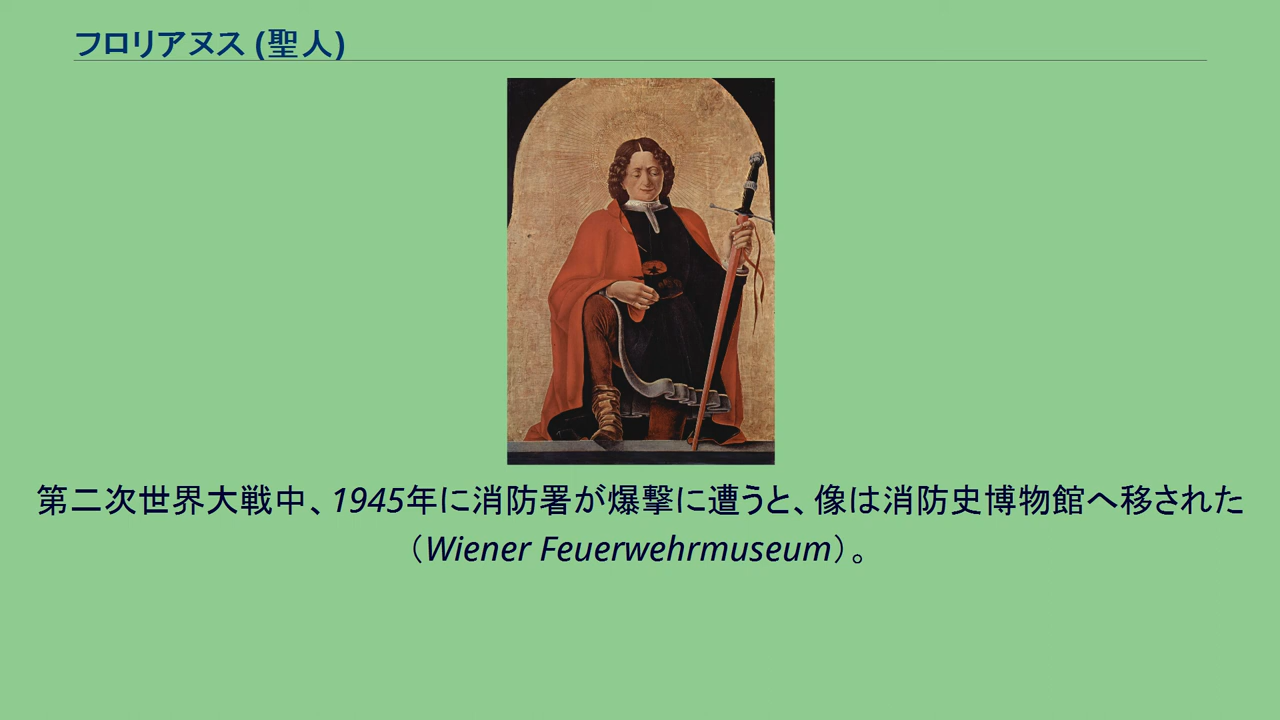 フロリアヌス (聖人)
第二次世界大戦中、1945年に消防署が爆撃に遭うと、像は消防史博物館へ移された
（Wiener Feuerwehrmuseum）。